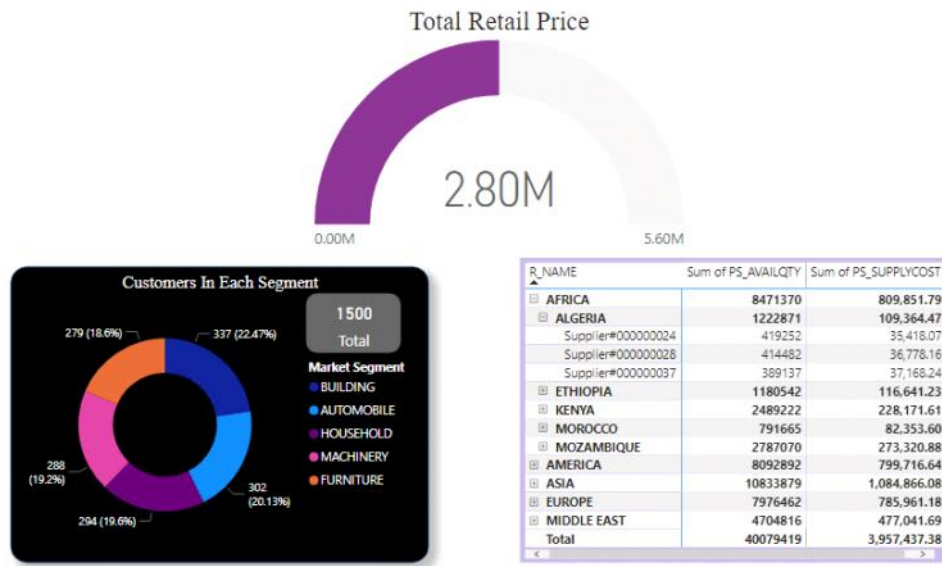 Total Retail Price
2.80M
0.00M
5.60M
Customers In Each Segment
1500
Total
279 (18.6%)
337 (22.47%)
288
(19.2%)
302
(20.13%)
294 (19.6%)
Market Segment
BUILDING
AUTOMOBILE
HOUSEHOLD
MACHINERY
FURNITURE
R_NAME Sum of PS_AVAILQTY Sum of PS_SUPPLYCOST
AFRICA 8471370 809,851.79
ALGERIA 1222871 109,364.47
Supplier#000000024 419252 35,418.07
Supplier#000000028 414482 36,778.16
Supplier#000000037 389137 37,168.24
ETHIOPIA 1180542 116,641.23
KENYA 2489222 228,171.61
MOROCCO 791665 82,353.60
MOZAMBIQUE 2787070 273,320.88
AMERICA 8092892 799,716.64
ASIA 10833879 1,084,866.08
EUROPE 7976462 785,961.18
MIDDLE EAST 4704816 477,041.69
Total 40079419 3,957,437.38